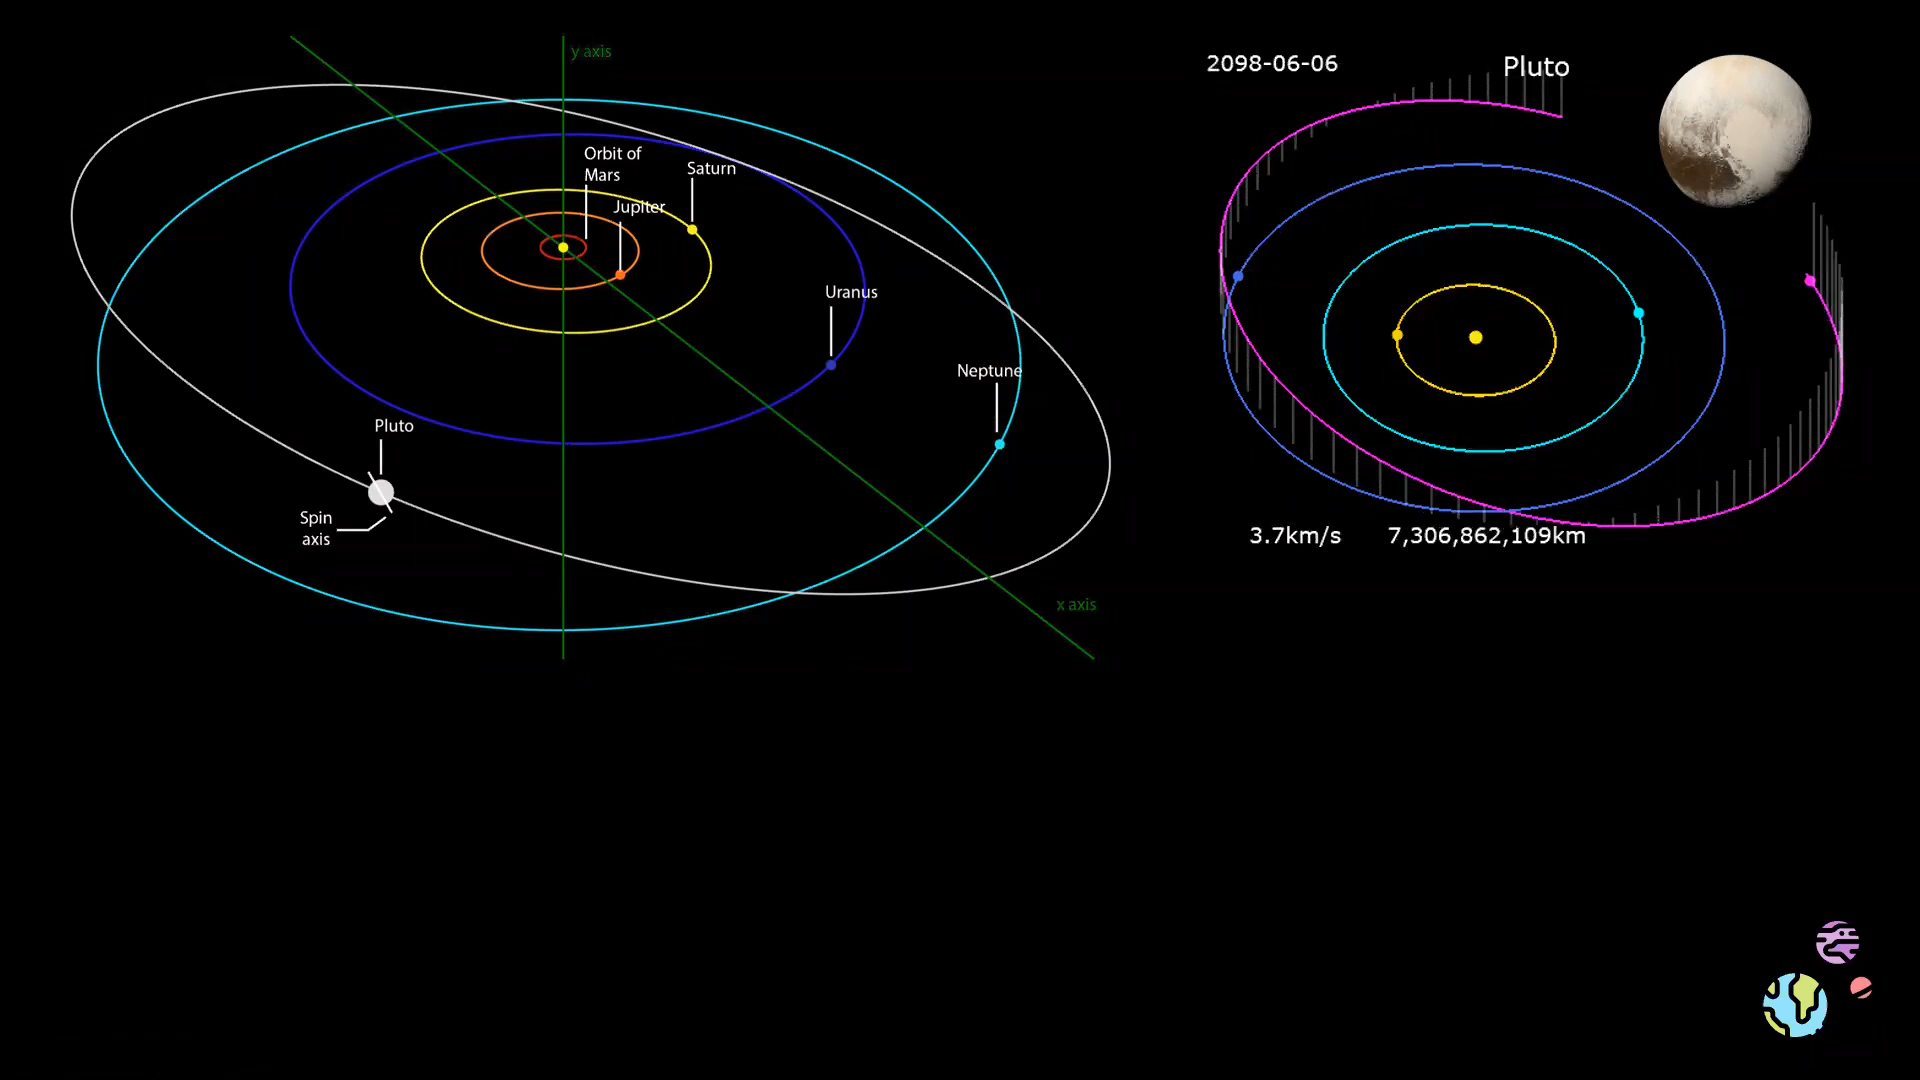 y axis
Orbit of
Mars
Saturn
Jupiter
Uranus
Neptune
Pluto
Spin
axis
x axis
2098-06-06
Pluto
3.7km/s
7,306,862,109km